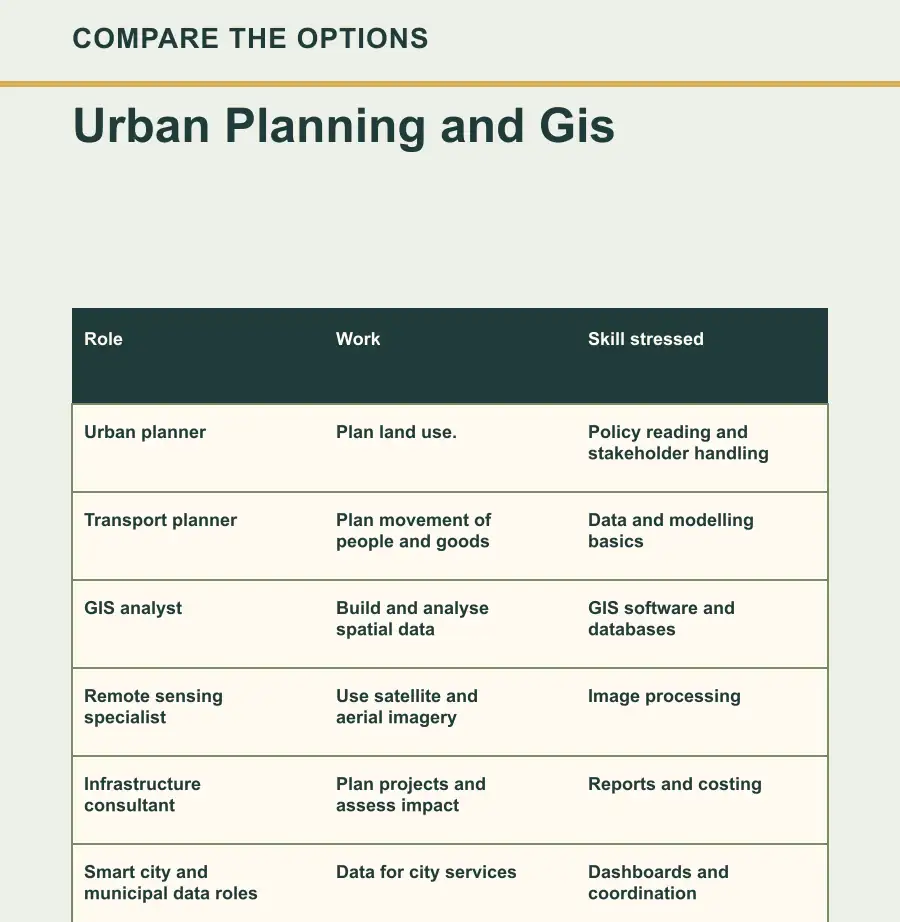 COMPARE THE OPTIONS
Urban Planning and Gis
Role Work Skill stressed
Urban planner Plan land use. Policy reading and
stakeholder handling
Transport planner Plan movement of Data and modelling
people and goods basics
GIS analyst Build and analyse GIS software and
spatial data databases
Remote sensing Use satellite and Image processing
specialist aerial imagery
Infrastructure Plan projects and Reports and costing
consultant assess impact
Smart city and Data for city services Dashboards and
municipal data roles coordination